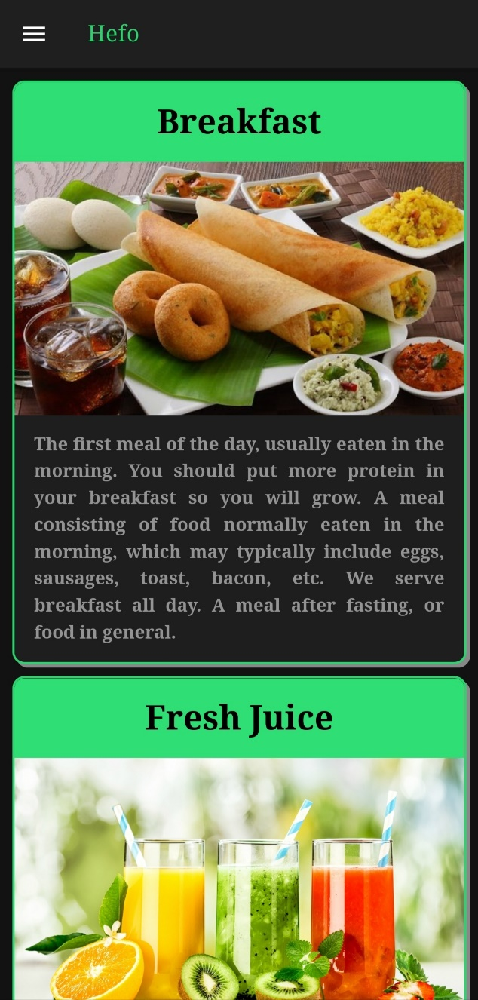 Hefo
Breakfast
The first meal of the day, usually eaten in the
morning. You should put more protein in
your breakfast so you will grow. A meal
consisting of food normally eaten in the
morning, which may typically include eggs,
sausages, toast, bacon, etc. We serve
breakfast all day. A meal after fasting, or
food in general.
Fresh Juice